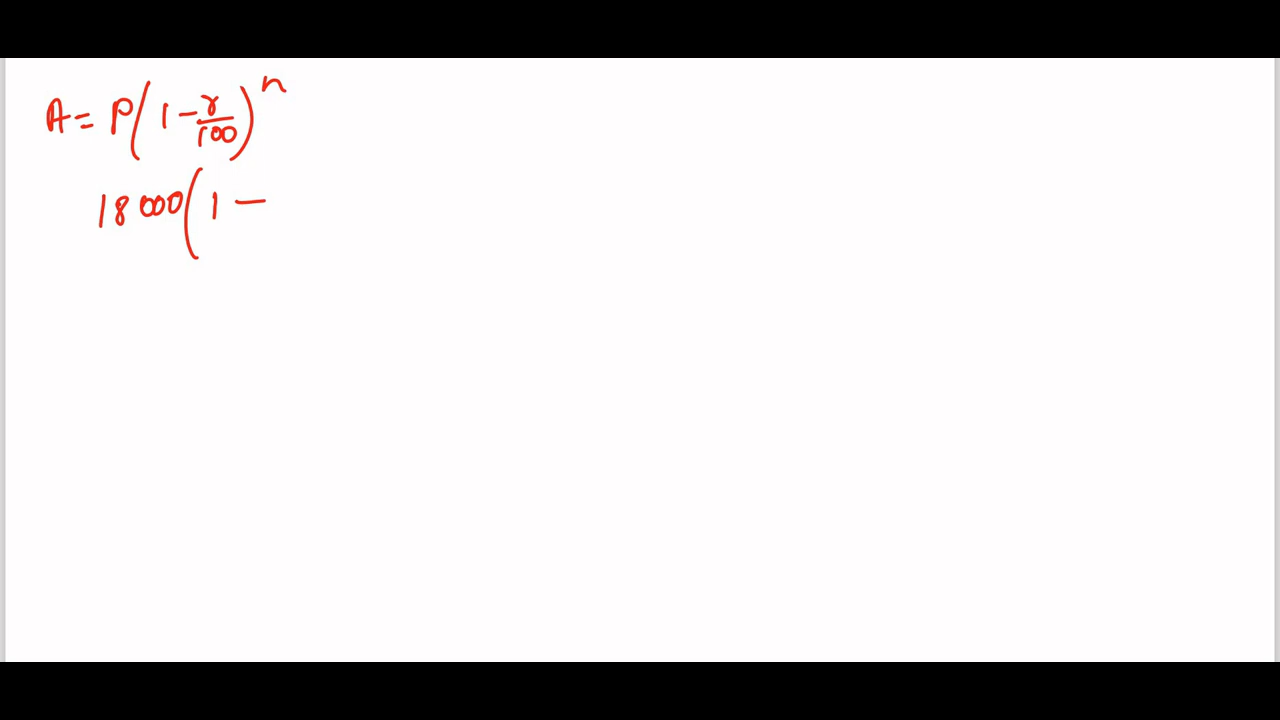 A = P(1 - r/100)^n
18000(1 -